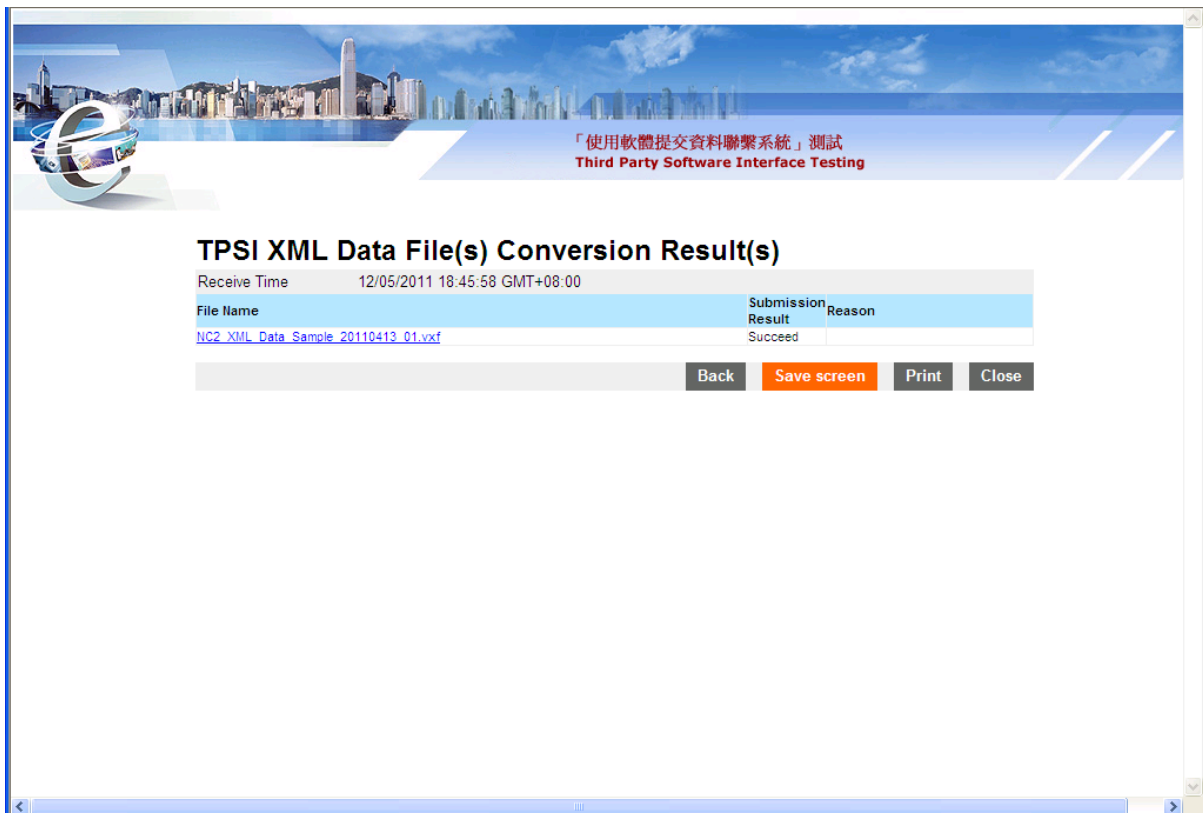 「使用軟體提交資料聯繫系統」測試
Third Party Software Interface Testing
TPSI XML Data File(s) Conversion Result(s)
Receive Time 12/05/2011 18:45:58 GMT+08:00
File Name Submission Result Reason
NC2_XML_Data_Sample_20110413_01.vxf Succeed
Back Save screen Print Close